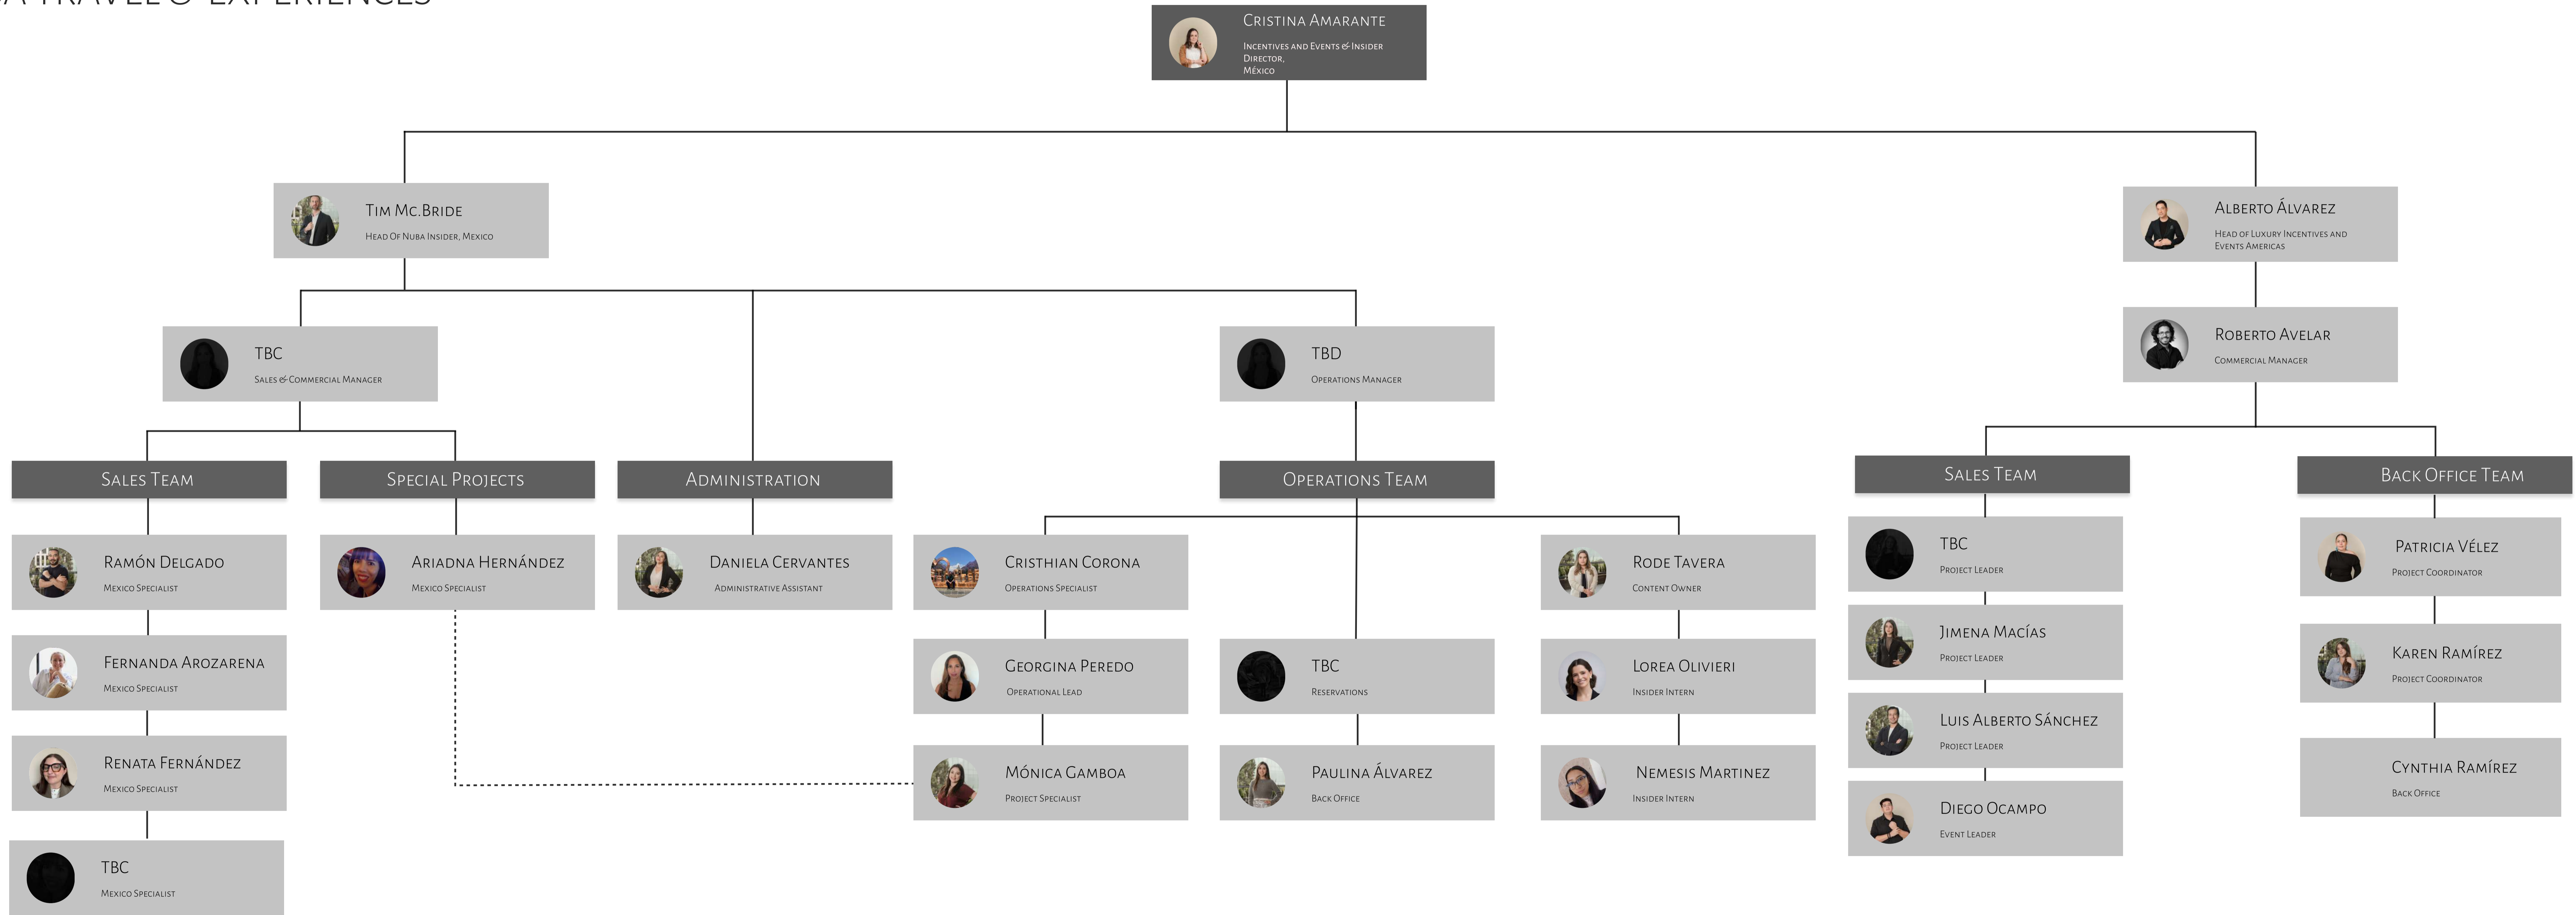 TRAVEL & EXPERIENCES
Cristina Amarante
Incentives and Events & Insider
Director,
México
Tim Mc.Bride
Head Of Nuba Insider, Mexico
Alberto Álvarez
Head of Luxury Incentives and
Events Americas
TBC
Sales & Commercial Manager
TBD
Operations Manager
Roberto Avelar
Commercial Manager
Sales Team
Special Projects
Administration
Operations Team
Sales Team
Back Office Team
Ramón Delgado
Mexico Specialist
Fernanda Arozarena
Mexico Specialist
Renata Fernández
Mexico Specialist
TBC
Mexico Specialist
Ariadna Hernández
Mexico Specialist
Daniela Cervantes
Administrative Assistant
Cristhian Corona
Operations Specialist
Georgina Peredo
Operational Lead
Mónica Gamboa
Project Specialist
TBC
Reservations
Paulina Álvarez
Back Office
Rode Tavera
Content Owner
Lorea Olivieri
Insider Intern
Nemesis Martinez
Insider Intern
TBC
Project Leader
Jimena Macías
Project Leader
Luis Alberto Sánchez
Project Leader
Diego Ocampo
Event Leader
Patricia Vélez
Project Coordinator
Karen Ramírez
Project Coordinator
Cynthia Ramírez
Back Office